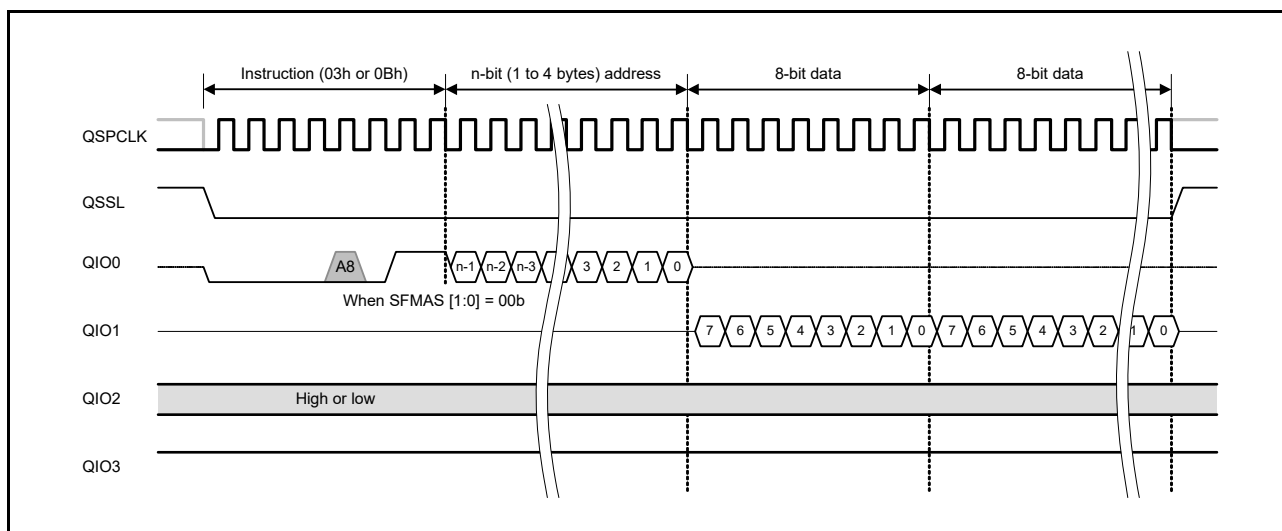 Instruction (03h or 0Bh) n-bit (1 to 4 bytes) address 8-bit data 8-bit data
QSPCLK
QSSL
QIO0 A8 n-1 n-2 n-3 3 2 1 0
When SFMAS [1:0] = 00b
QIO1 7 6 5 4 3 2 1 0 7 6 5 4 3 2 1 0
QIO2 High or low
QIO3